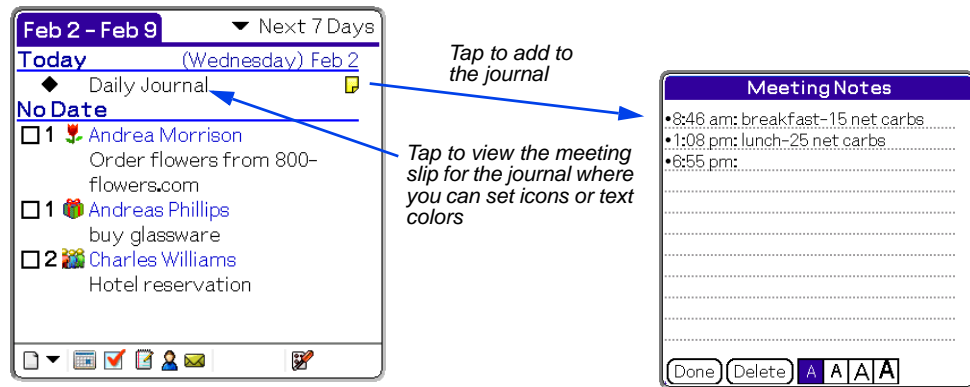 Feb 2 – Feb 9
Next 7 Days
Today (Wednesday) Feb 2
Daily Journal
No Date
1 Andrea Morrison
Order flowers from 800-
flowers.com
1 Andreas Phillips
buy glassware
2 Charles Williams
Hotel reservation
Tap to add to
the journal
Tap to view the meeting
slip for the journal where
you can set icons or text
colors
Meeting Notes
•8:46 am: breakfast-15 net carbs
•1:08 pm: lunch-25 net carbs
•6:55 pm:
Done Delete A A A A